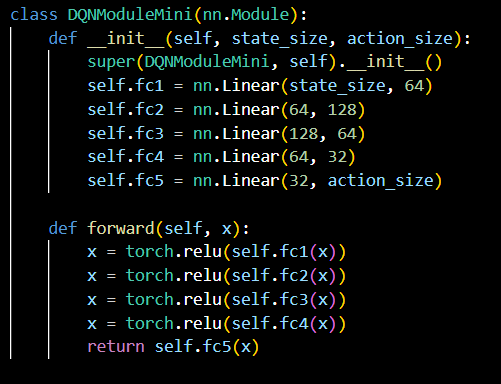 class DQNModuleMini(nn.Module):
    def __init__(self, state_size, action_size):
        super(DQNModuleMini, self).__init__()
        self.fc1 = nn.Linear(state_size, 64)
        self.fc2 = nn.Linear(64, 128)
        self.fc3 = nn.Linear(128, 64)
        self.fc4 = nn.Linear(64, 32)
        self.fc5 = nn.Linear(32, action_size)

    def forward(self, x):
        x = torch.relu(self.fc1(x))
        x = torch.relu(self.fc2(x))
        x = torch.relu(self.fc3(x))
        x = torch.relu(self.fc4(x))
        return self.fc5(x)